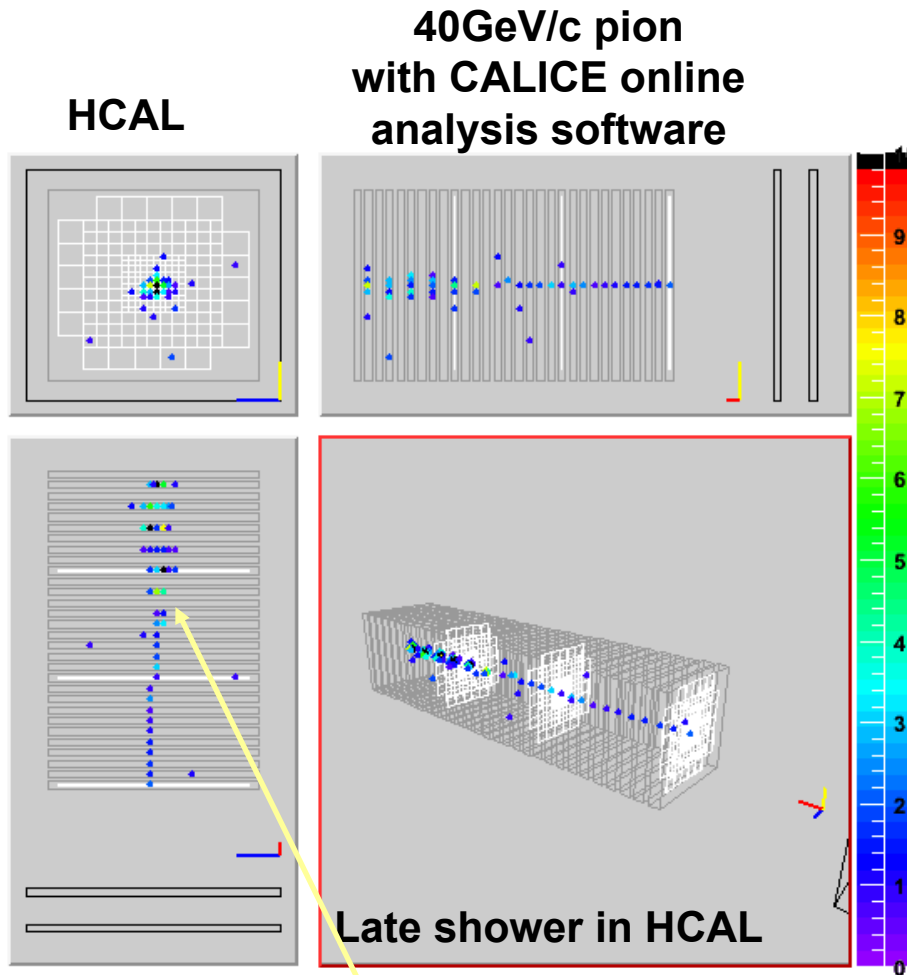 40GeV/c pion
with CALICE online
analysis software
HCAL
9
8
7
6
5
4
3
2
1
0
Late shower in HCAL